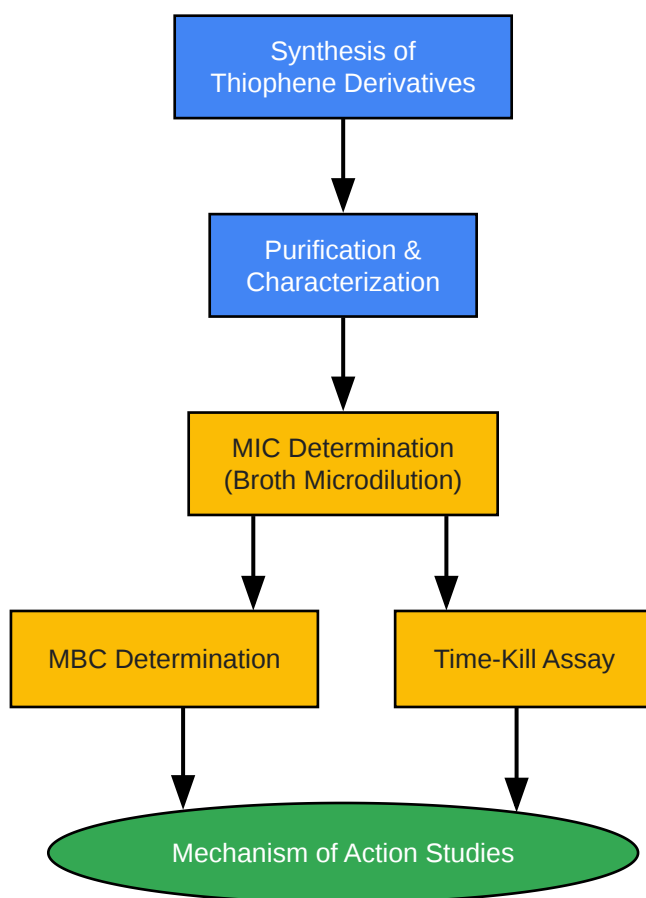 Synthesis of
Thiophene Derivatives
Purification &
Characterization
MIC Determination
(Broth Microdilution)
MBC Determination
Time-Kill Assay
Mechanism of Action Studies